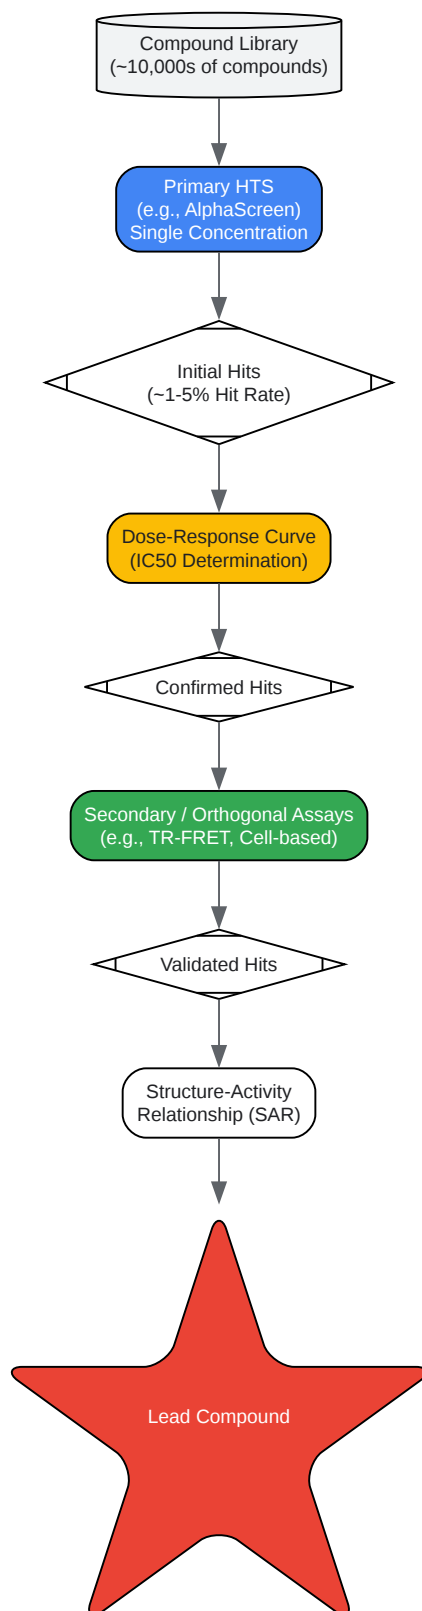 Compound Library
(~10,000s of compounds)
Primary HTS
(e.g., AlphaScreen)
Single Concentration
Initial Hits
(~1-5% Hit Rate)
Dose-Response Curve
(IC50 Determination)
Confirmed Hits
Secondary / Orthogonal Assays
(e.g., TR-FRET, Cell-based)
Validated Hits
Structure-Activity
Relationship (SAR)
Lead Compound